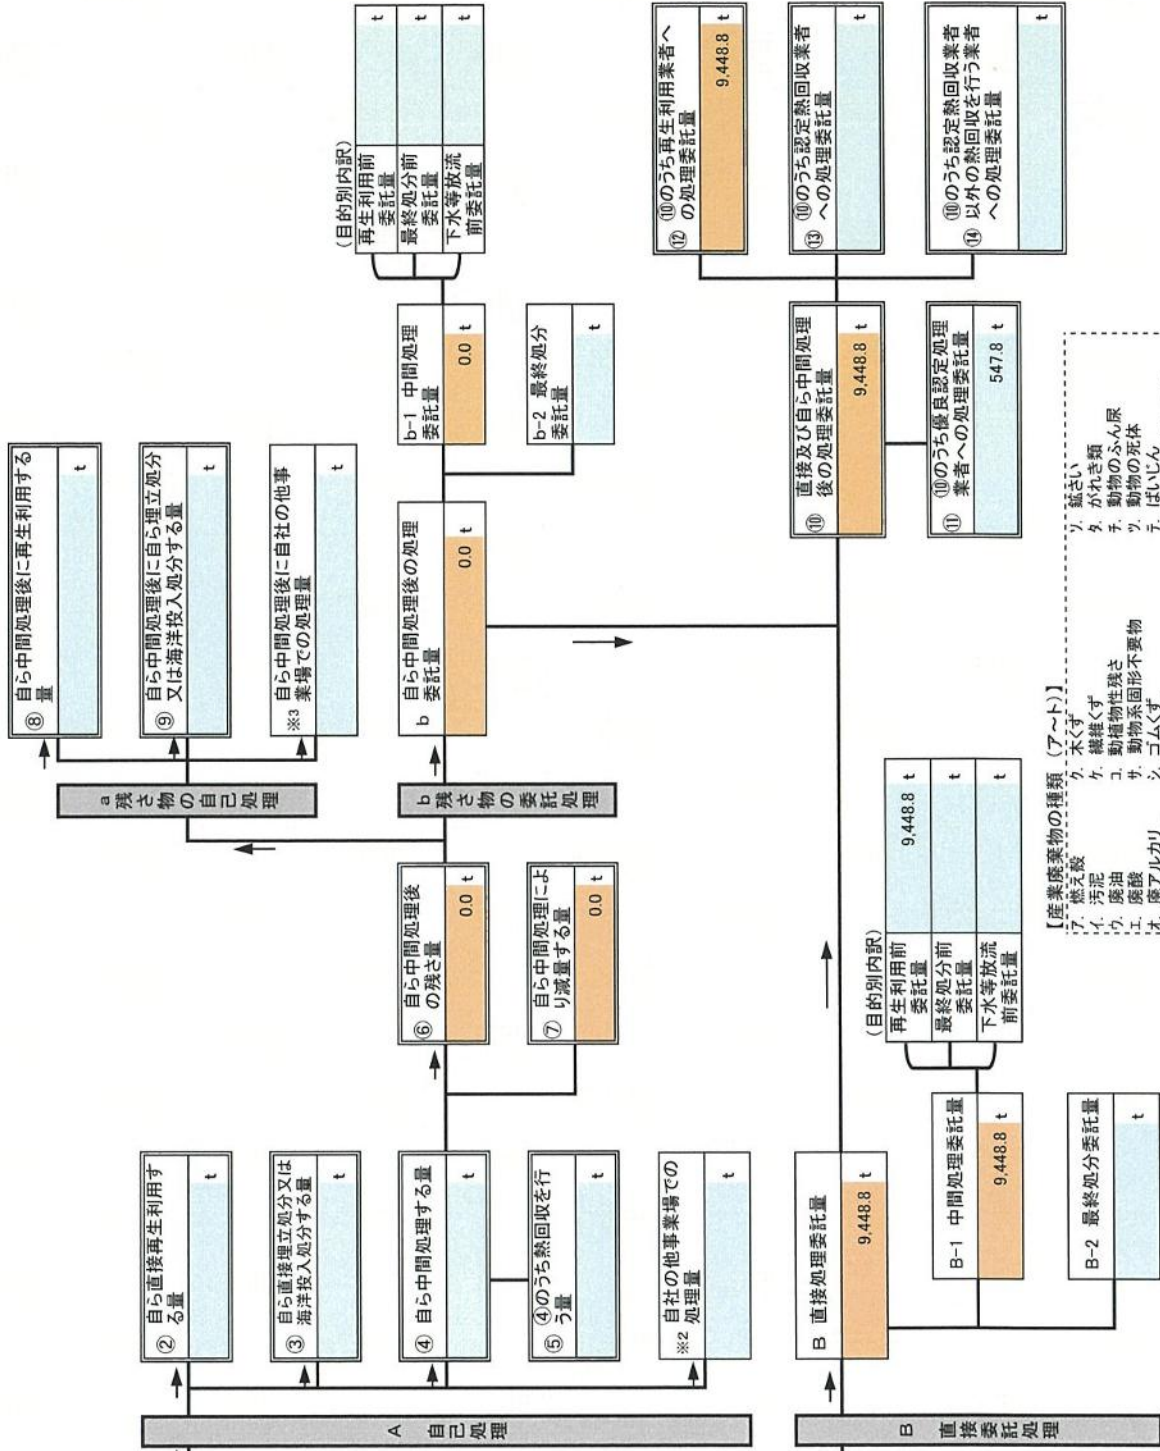 A 自己処理
② 自ら直接再生利用す
る量
t
③ 自ら直接埋立処分又は
海洋投入処分する量
t
④ 自ら中間処理する量
t
⑤ ④のうち熱回収を行
う量
t
※2 自社の他事業場での
処理量
t
⑥ 自ら中間処理後
の残さ量
0.0 t
⑦ 自ら中間処理によ
り減量する量
0.0 t
a 残さ物の自己処理
⑧ 自ら中間処理後に再生利用する
量
t
⑨ 自ら中間処理後に自ら埋立処分
又は海洋投入処分する量
t
※3 自ら中間処理後に自社の他事
業場での処理量
t
b 残さ物の委託処理
b 自ら中間処理後の処理
委託量
0.0 t
b-1 中間処理
委託量
0.0 t
b-2 最終処分
委託量
t
(目的別内訳)
再生利用前
委託量
t
最終処分前
委託量
t
下水等放流
前委託量
t
B 直接委託処理
B 直接処理委託量
9,448.8 t
B-1 中間処理委託量
9,448.8 t
B-2 最終処分委託量
t
(目的別内訳)
再生利用前
委託量
9,448.8 t
最終処分前
委託量
t
下水等放流
前委託量
t
⑩ 直接及び自ら中間処理
後の処理委託量
9,448.8 t
⑪ ⑩のうち優良認定処理
業者への処理委託量
547.8 t
⑫ ⑩のうち再生利用業者へ
の処理委託量
9,448.8 t
⑬ ⑩のうち認定熱回収業者
への処理委託量
t
⑭ ⑩のうち認定熱回収業者
以外の熱回収を行う業者
への処理委託量
t
【産業廃棄物の種類 (ア～ト)】
ア. 燃え殻 ク. 木くず ソ. 鉱さい
イ. 汚泥 ケ. 繊維くず タ. がれき類
ウ. 廃油 コ. 動植物性残さ チ. 動物のふん尿
エ. 廃酸 サ. 動物系固形不要物 ツ. 動物の死体
オ. 廃アルカリ シ. ゴムくず テ. ばいじん